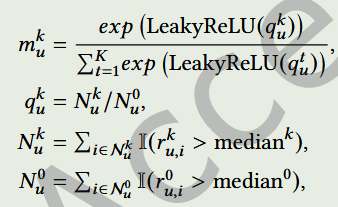 m_u^k = exp (LeakyReLU(q_u^k)) / ∑_{t=1}^K exp (LeakyReLU(q_u^t)),
q_u^k = N_u^k/N_u^0,
N_u^k = ∑_{i∈𝒩_u^k} 𝕀(r_{u,i}^k > median^k),
N_u^0 = ∑_{i∈𝒩_u^0} 𝕀(r_{u,i}^0 > median^0),
Acce